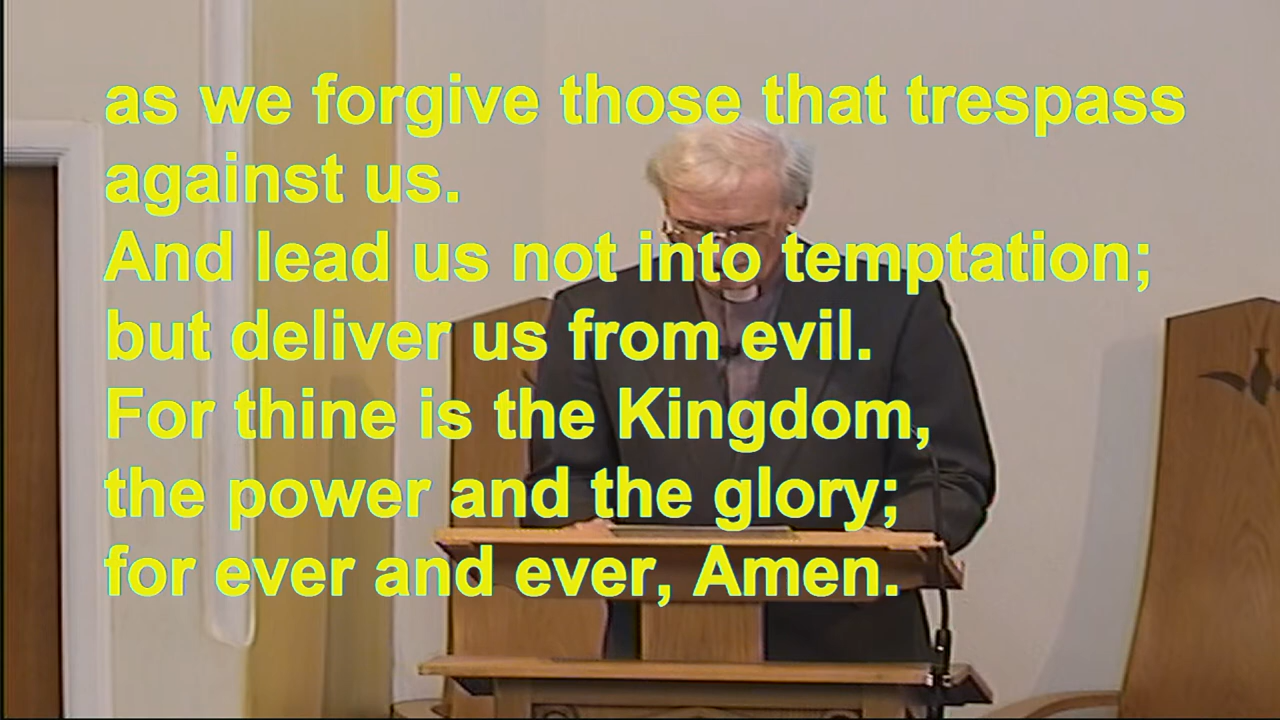 as we forgive those that trespass
against us.
And lead us not into temptation;
but deliver us from evil.
For thine is the Kingdom,
the power and the glory;
for ever and ever, Amen.